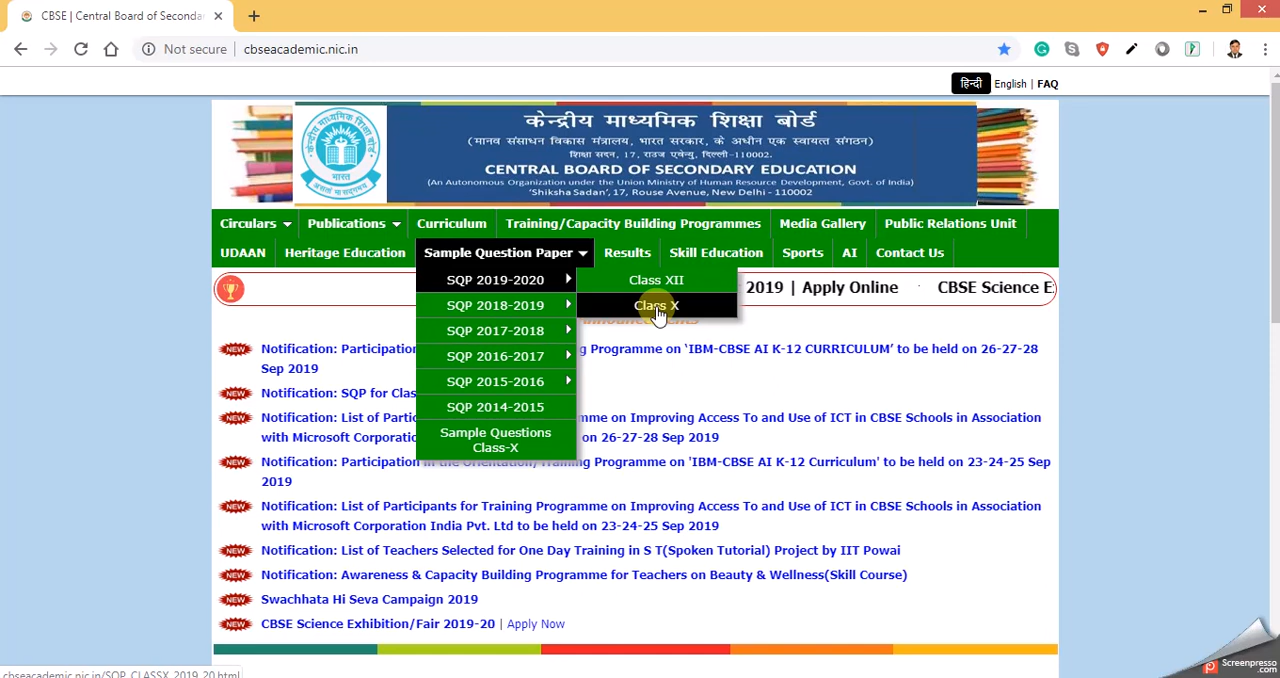 CBSE | Central Board of Seconda
Not secure | cbseacademic.nic.in
हिन्दी English | FAQ
केन्द्रीय माध्यमिक शिक्षा बोर्ड
(मानव संसाधन विकास मंत्रालय, भारत सरकार, के अधीन एक स्वायत्त संगठन)
शिक्षा सदन, 17, राउज एवेन्यू, दिल्ली-110002.
CENTRAL BOARD OF SECONDARY EDUCATION
(An Autonomous Organization under the Union Ministry of Human Resource Development, Govt. of India)
'Shiksha Sadan', 17, Rouse Avenue, New Delhi - 110002
भारत
Circulars Publications Curriculum Training/Capacity Building Programmes Media Gallery Public Relations Unit
UDAAN Heritage Education Sample Question Paper Results Skill Education Sports AI Contact Us
SQP 2019-2020 Class XII
2019 | Apply Online · CBSE Science E
SQP 2018-2019 Class X
SQP 2017-2018
SQP 2016-2017
SQP 2015-2016
SQP 2014-2015
Sample Questions
Class-X
NEW Notification: Participation g Programme on 'IBM-CBSE AI K-12 CURRICULUM' to be held on 26-27-28
Sep 2019
NEW Notification: SQP for Clas
NEW Notification: List of Partic mme on Improving Access To and Use of ICT in CBSE Schools in Association
with Microsoft Corporat on 26-27-28 Sep 2019
NEW Notification: Participation in the Orientation/Training Programme on 'IBM-CBSE AI K-12 Curriculum' to be held on 23-24-25 Sep
2019
NEW Notification: List of Participants for Training Programme on Improving Access To and Use of ICT in CBSE Schools in Association
with Microsoft Corporation India Pvt. Ltd to be held on 23-24-25 Sep 2019
NEW Notification: List of Teachers Selected for One Day Training in S T(Spoken Tutorial) Project by IIT Powai
NEW Notification: Awareness & Capacity Building Programme for Teachers on Beauty & Wellness(Skill Course)
NEW Swachhata Hi Seva Campaign 2019
NEW CBSE Science Exhibition/Fair 2019-20 | Apply Now
cbseacademic.nic.in/SQP_CLASSX_2019_20.html
Screenpresso
.com